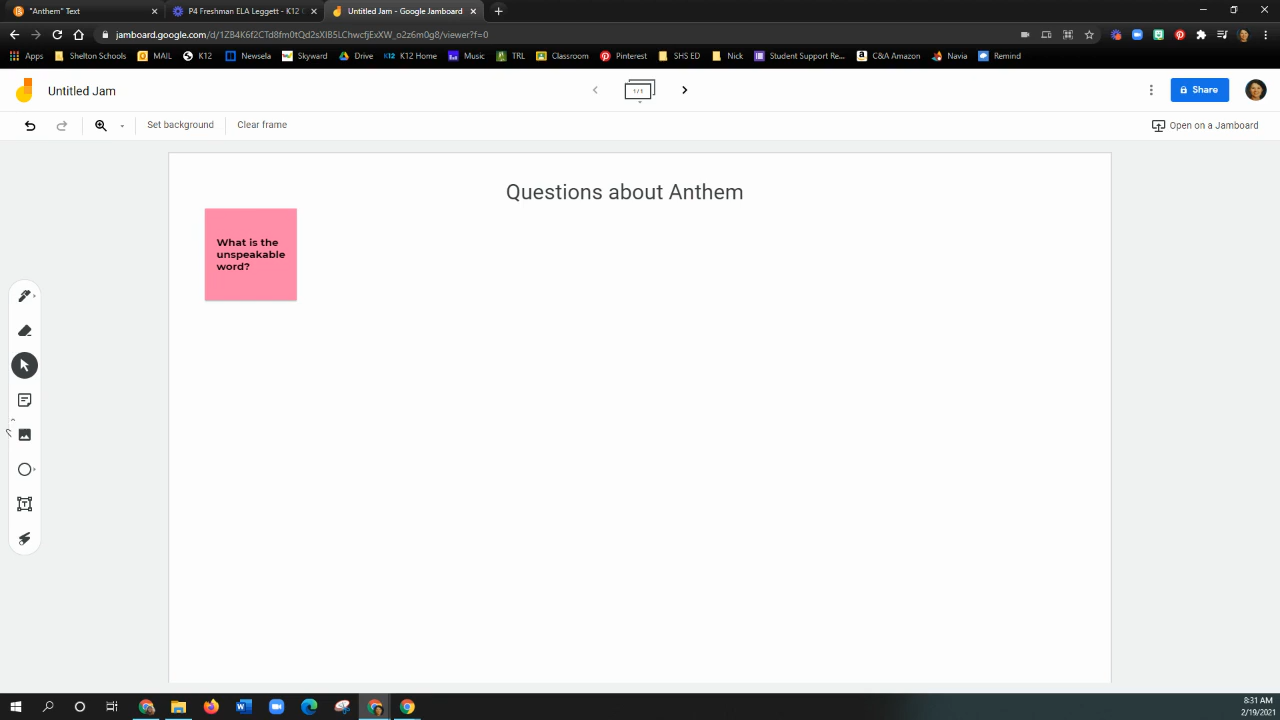 "Anthem" Text
P4 Freshman ELA Leggett - K12
Untitled Jam - Google Jamboard
jamboard.google.com/d/1ZB4K6f2CTd8fm0tQd2sXIB5LChwcfjExXW_o2z6m0g8/viewer?f=0
Apps Shelton Schools MAIL K12 Newsela Skyward Drive K12 Home Music TRL Classroom Pinterest SHS ED Nick Student Support Re... C&A Amazon Navia Remind
Untitled Jam
1 / 1
Share
Set background
Clear frame
Open on a Jamboard
Questions about Anthem
What is the
unspeakable
word?
8:31 AM
2/19/2021